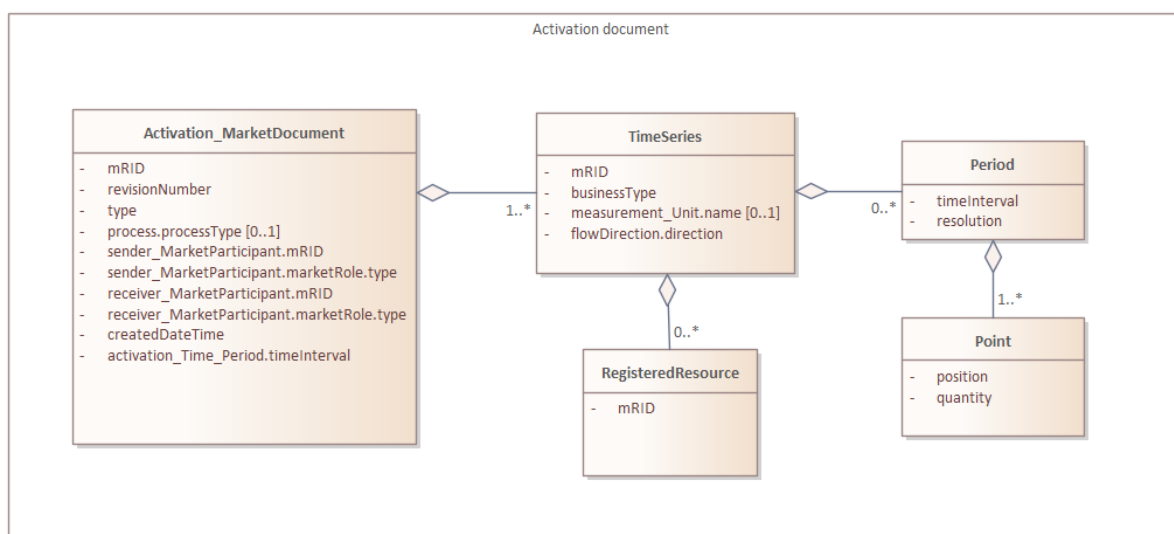 Activation document
Activation_MarketDocument
- mRID
- revisionNumber
- type
- process.processType [0..1]
- sender_MarketParticipant.mRID
- sender_MarketParticipant.marketRole.type
- receiver_MarketParticipant.mRID
- receiver_MarketParticipant.marketRole.type
- createdDateTime
- activation_Time_Period.timeInterval
1..*
TimeSeries
- mRID
- businessType
- measurement_Unit.name [0..1]
- flowDirection.direction
0..*
Period
- timeInterval
- resolution
0..*
RegisteredResource
- mRID
1..*
Point
- position
- quantity